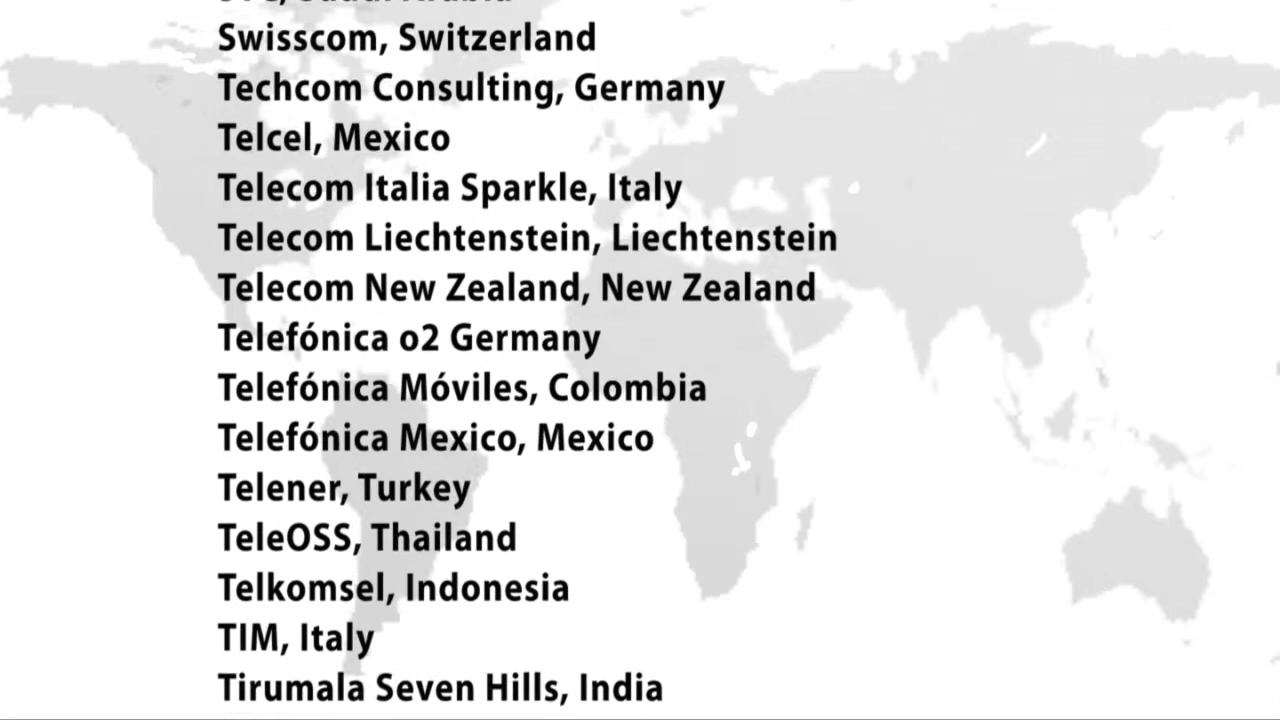 Swisscom, Switzerland
Techcom Consulting, Germany
Telcel, Mexico
Telecom Italia Sparkle, Italy
Telecom Liechtenstein, Liechtenstein
Telecom New Zealand, New Zealand
Telefónica o2 Germany
Telefónica Móviles, Colombia
Telefónica Mexico, Mexico
Telener, Turkey
TeleOSS, Thailand
Telkomsel, Indonesia
TIM, Italy
Tirumala Seven Hills, India